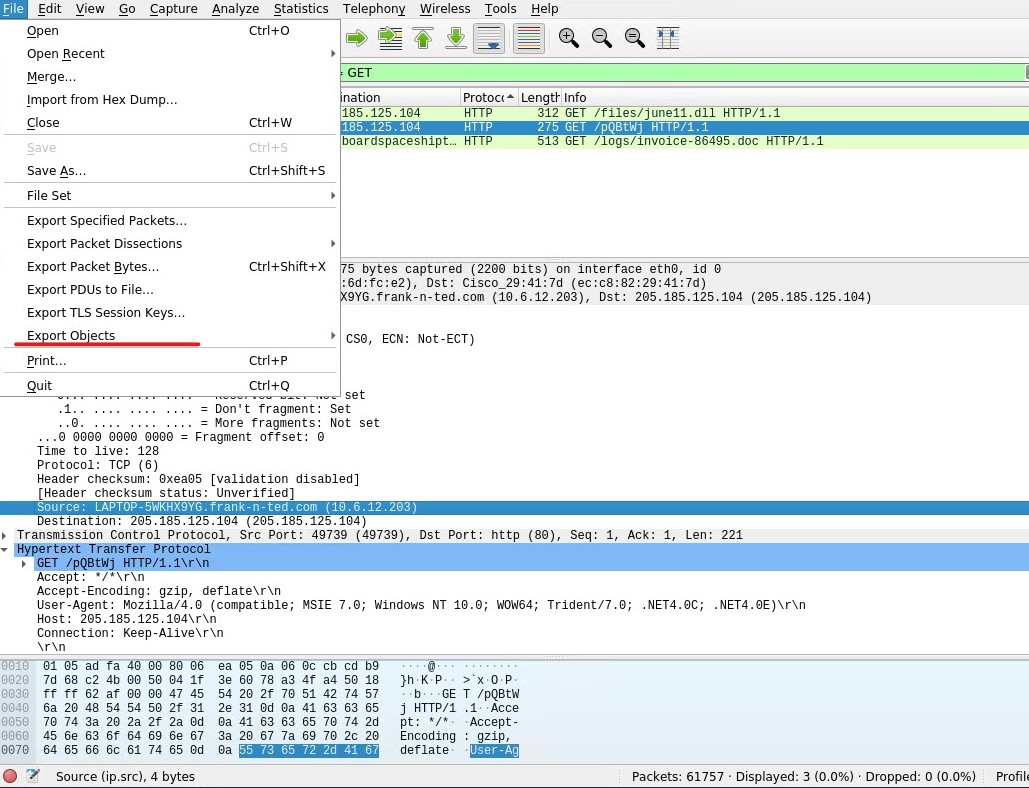 File Edit View Go Capture Analyze Statistics Telephony Wireless Tools Help
Open Ctrl+O
Open Recent
Merge...
Import from Hex Dump...
Close Ctrl+W
Save Ctrl+S
Save As... Ctrl+Shift+S
File Set
Export Specified Packets...
Export Packet Dissections
Export Packet Bytes... Ctrl+Shift+X
Export PDUs to File...
Export TLS Session Keys...
Export Objects
Print... Ctrl+P
Quit Ctrl+Q
= GET
ination Protoc Length Info
185.125.104 HTTP 312 GET /files/june11.dll HTTP/1.1
185.125.104 HTTP 275 GET /pQBtWj HTTP/1.1
boardspaceshipt… HTTP 513 GET /logs/invoice-86495.doc HTTP/1.1
75 bytes captured (2200 bits) on interface eth0, id 0
:6d:fc:e2), Dst: Cisco_29:41:7d (ec:c8:82:29:41:7d)
X9YG.frank-n-ted.com (10.6.12.203), Dst: 205.185.125.104 (205.185.125.104)
CS0, ECN: Not-ECT)
0... .... .... .... = Reserved bit: Not set
.1.. .... .... .... = Don't fragment: Set
..0. .... .... .... = More fragments: Not set
...0 0000 0000 0000 = Fragment offset: 0
Time to live: 128
Protocol: TCP (6)
Header checksum: 0xea05 [validation disabled]
[Header checksum status: Unverified]
Source: LAPTOP-5WKHX9YG.frank-n-ted.com (10.6.12.203)
Destination: 205.185.125.104 (205.185.125.104)
Transmission Control Protocol, Src Port: 49739 (49739), Dst Port: http (80), Seq: 1, Ack: 1, Len: 221
Hypertext Transfer Protocol
GET /pQBtWj HTTP/1.1\r\n
Accept: */*\r\n
Accept-Encoding: gzip, deflate\r\n
User-Agent: Mozilla/4.0 (compatible; MSIE 7.0; Windows NT 10.0; WOW64; Trident/7.0; .NET4.0C; .NET4.0E)\r\n
Host: 205.185.125.104\r\n
Connection: Keep-Alive\r\n
\r\n
0010 01 05 ad fa 40 00 80 06 ea 05 0a 06 0c cb cd b9 ····@··· ········
0020 7d 68 c2 4b 00 50 04 1f 3e 60 78 a3 4f a4 50 18 }h·K·P·· >`x·O·P·
0030 ff ff 62 af 00 00 47 45 54 20 2f 70 51 42 74 57 ··b···GE T /pQBtW
0040 6a 20 48 54 54 50 2f 31 2e 31 0d 0a 41 63 63 65 j HTTP/1 .1··Acce
0050 70 74 3a 20 2a 2f 2a 0d 0a 41 63 63 65 70 74 2d pt: */*· ·Accept-
0060 45 6e 63 6f 64 69 6e 67 3a 20 67 7a 69 70 2c 20 Encoding : gzip,
0070 64 65 66 6c 61 74 65 0d 0a 55 73 65 72 2d 41 67 deflate· ·User-Ag
Source (ip.src), 4 bytes Packets: 61757 · Displayed: 3 (0.0%) · Dropped: 0 (0.0%) Profile